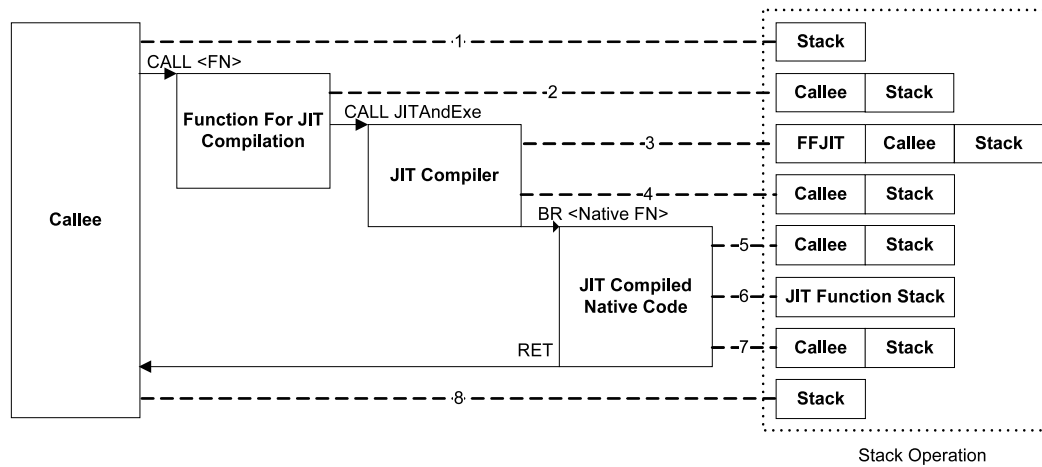 1
Stack
CALL <FN>
2
Callee Stack
Function For JIT
Compilation
CALL JITAndExe
3
FFJIT Callee Stack
JIT Compiler
4
Callee Stack
Callee
BR <Native FN>
5
Callee Stack
JIT Compiled
Native Code
6
JIT Function Stack
RET
7
Callee Stack
8
Stack
Stack Operation